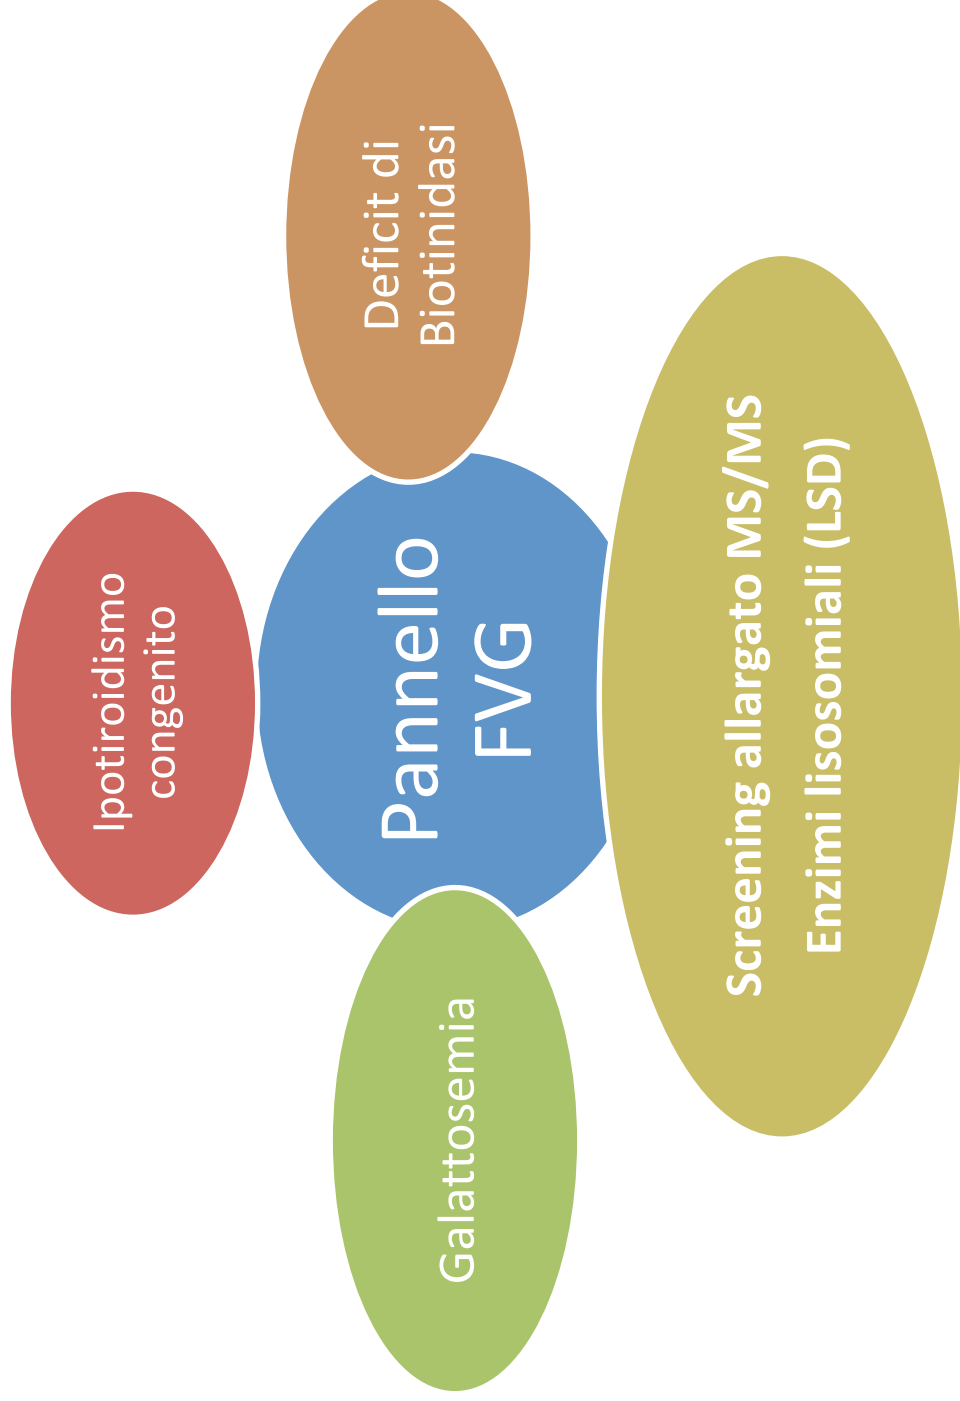 Ipotiroidismo
congenito
Galattosemia
Pannello
FVG
Deficit di
Biotinidasi
Screening allargato MS/MS
Enzimi lisosomiali (LSD)